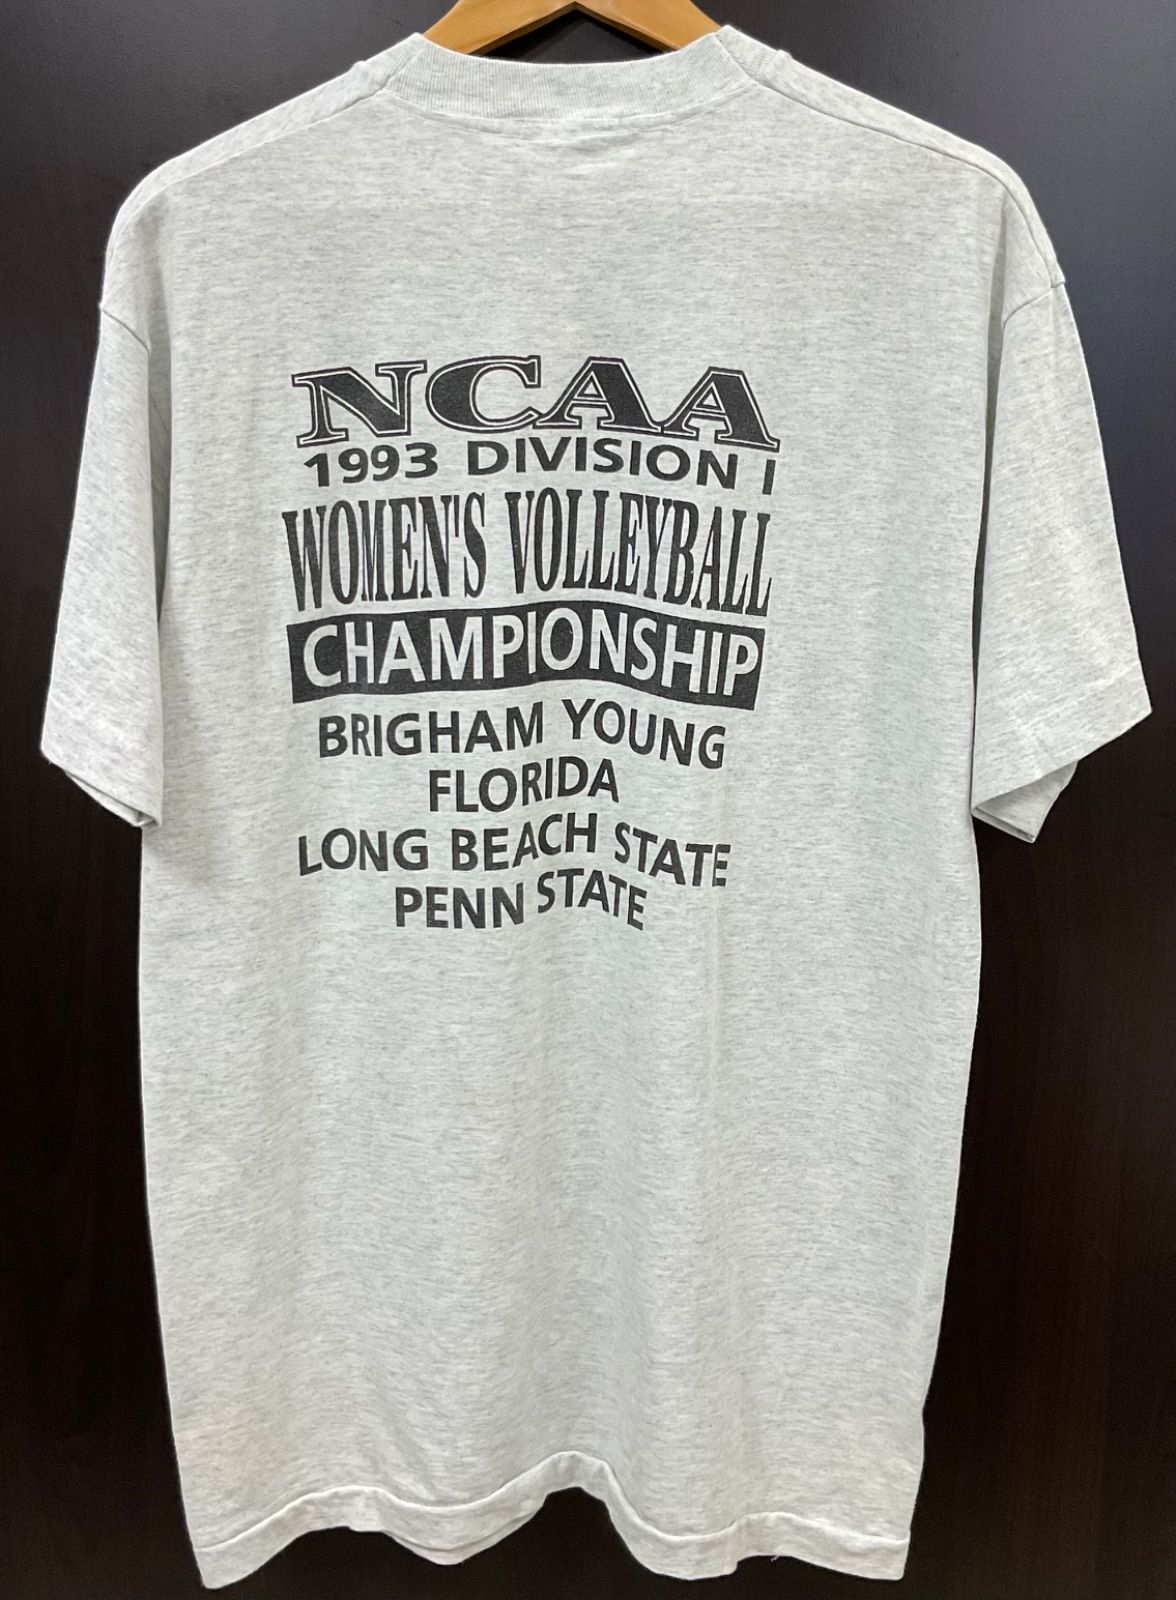 NCAA
1993 DIVISION I
WOMEN'S VOLLEYBALL
CHAMPIONSHIP
BRIGHAM YOUNG
FLORIDA
LONG BEACH STATE
PENN STATE